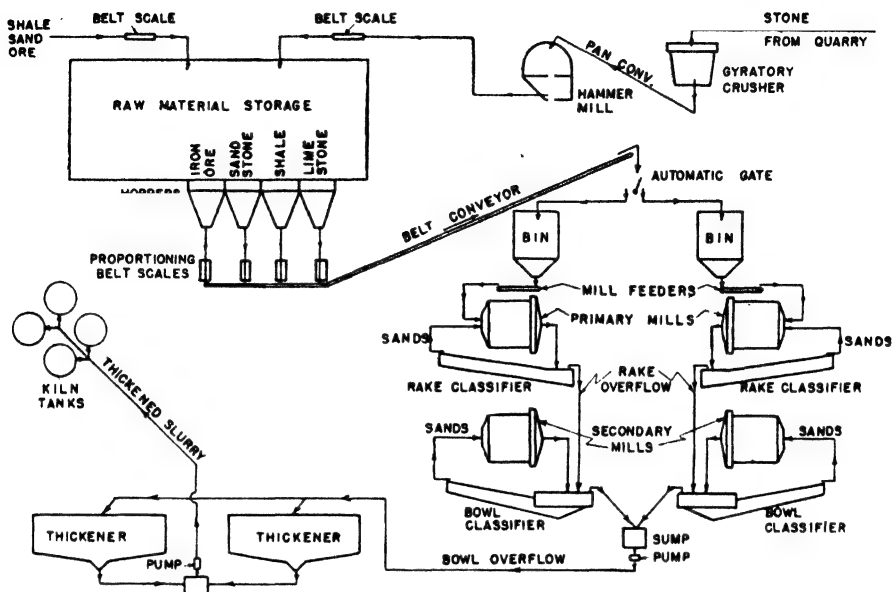 SHALE
SAND
ORE
BELT SCALE
BELT SCALE
STONE
FROM QUARRY
PAN CONV.
GYRATORY
CRUSHER
HAMMER
MILL
RAW MATERIAL STORAGE
IRON
ORE
SAND
STONE
SHALE
LIME
STONE
HOPPERS
BELT CONVEYOR
AUTOMATIC GATE
BIN
BIN
PROPORTIONING
BELT SCALES
MILL FEEDERS
PRIMARY MILLS
SANDS
SANDS
RAKE CLASSIFIER
RAKE
OVERFLOW
RAKE CLASSIFIER
KILN
TANKS
THICKENED SLURRY
SANDS
SECONDARY
MILLS
SANDS
BOWL
CLASSIFIER
BOWL
CLASSIFIER
THICKENER
THICKENER
SUMP
PUMP
PUMP
BOWL OVERFLOW